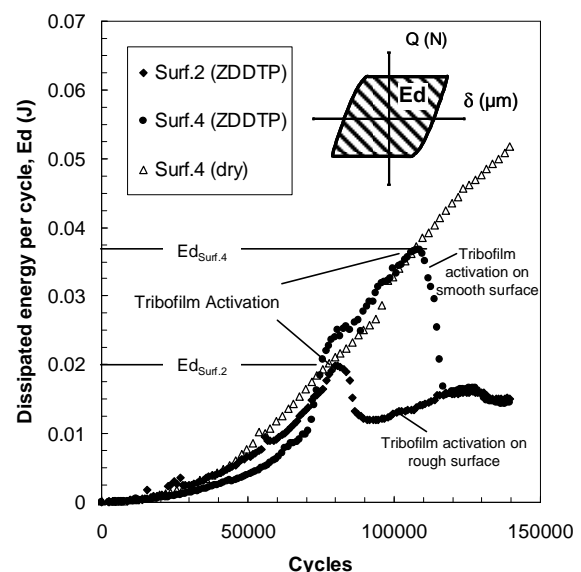 0.07
0.06
0.05
0.04
0.03
0.02
0.01
0
Dissipated energy per cycle, Ed (J)
Surf.2 (ZDDTP)
Surf.4 (ZDDTP)
Surf.4 (dry)
Q (N)
Ed
δ (μm)
EdSurf.4
Tribofilm Activation
EdSurf.2
Tribofilm
activation on
smooth surface
Tribofilm activation on
rough surface
0
50000
100000
150000
Cycles